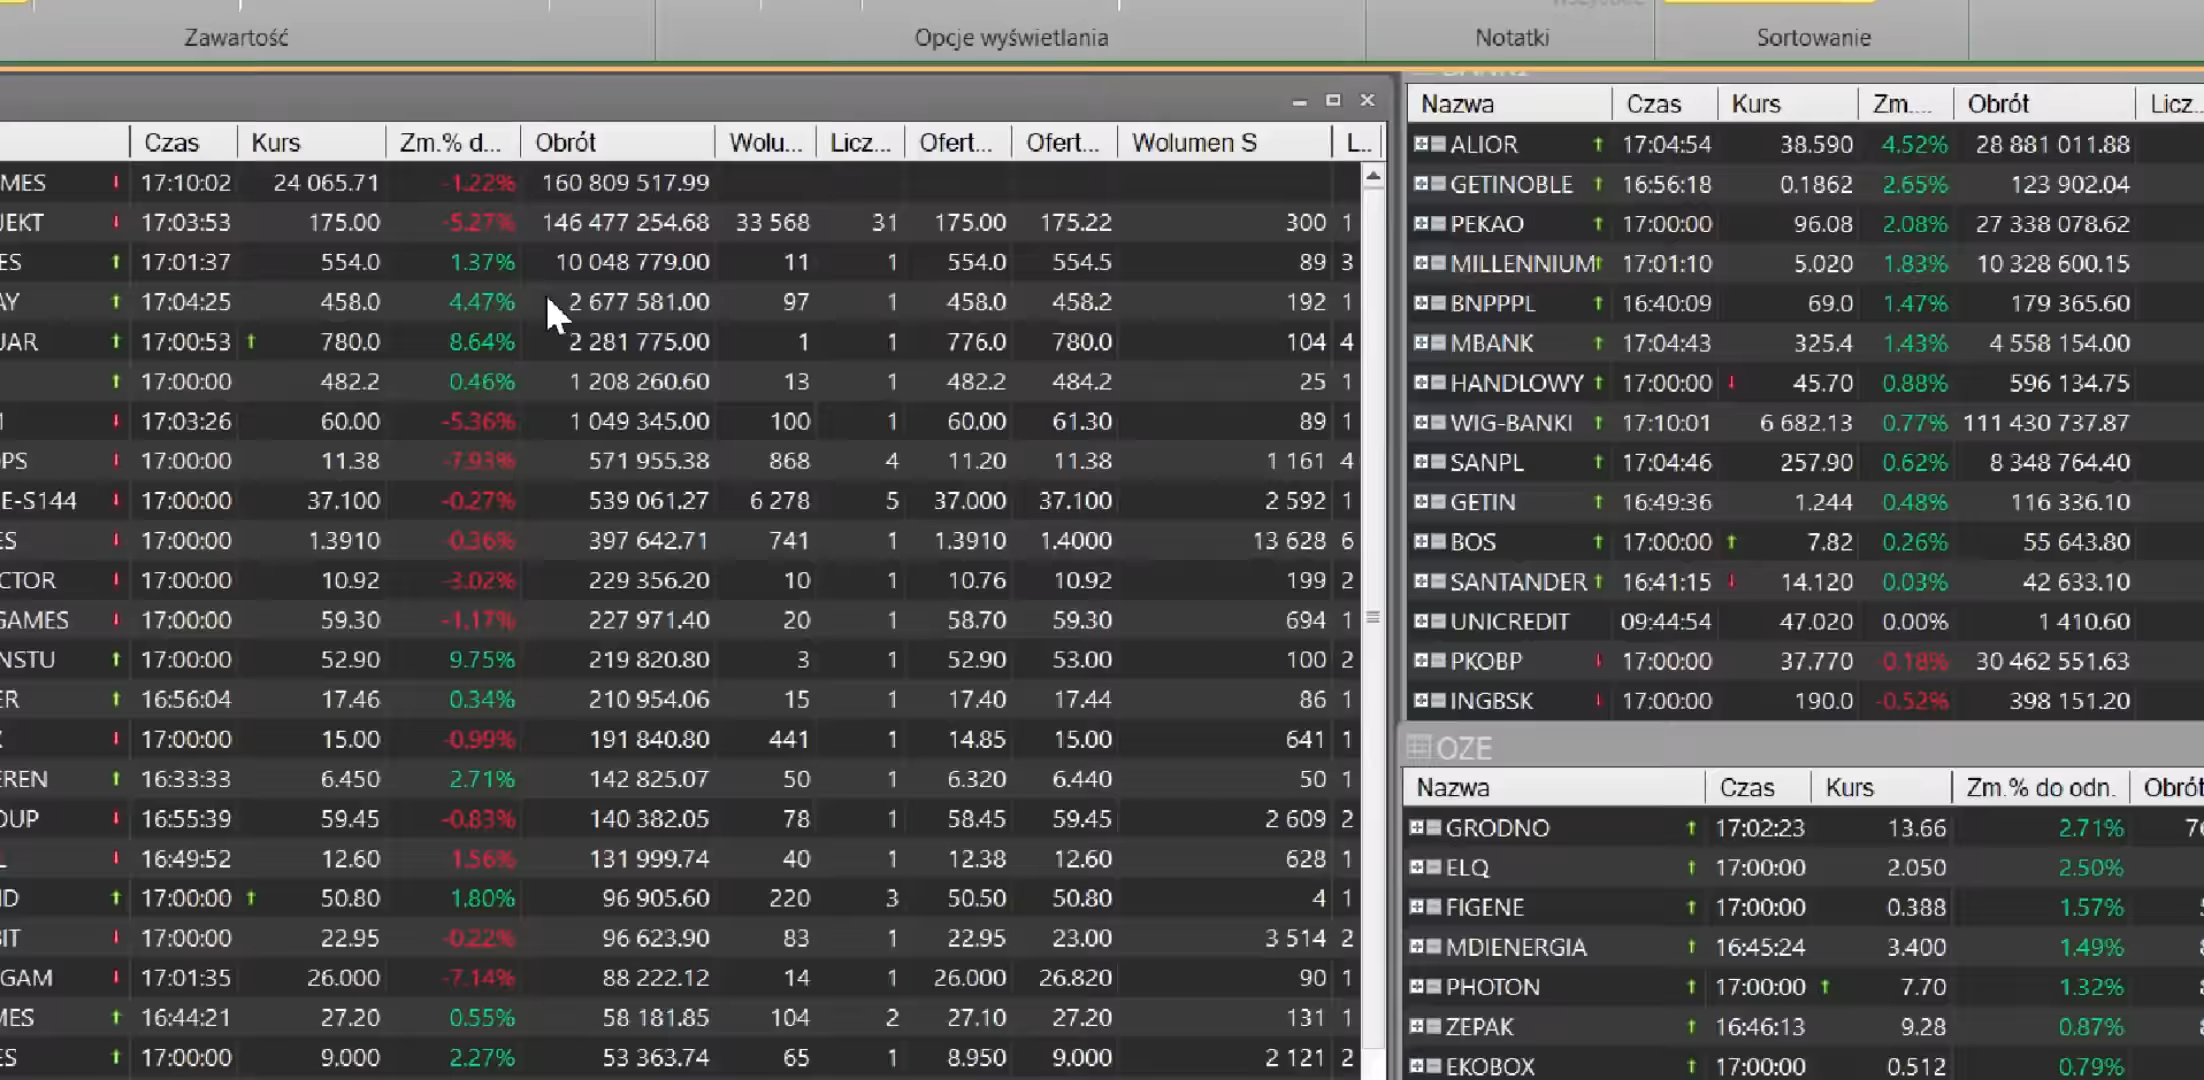 Zawartość Opcje wyświetlania Notatki Sortowanie
Czas Kurs Zm.% d... Obrót Wolu... Licz... Ofert... Ofert... Wolumen S L..
MES 17:10:02 24 065.71 -1.22% 160 809 517.99
JEKT 17:03:53 175.00 -5.27% 146 477 254.68 33 568 31 175.00 175.22 300 1
ES 17:01:37 554.0 1.37% 10 048 779.00 11 1 554.0 554.5 89 3
AY 17:04:25 458.0 4.47% 2 677 581.00 97 1 458.0 458.2 192 1
UAR 17:00:53 780.0 8.64% 2 281 775.00 1 1 776.0 780.0 104 4
17:00:00 482.2 0.46% 1 208 260.60 13 1 482.2 484.2 25 1
1 17:03:26 60.00 -5.36% 1 049 345.00 100 1 60.00 61.30 89 1
PS 17:00:00 11.38 -7.93% 571 955.38 868 4 11.20 11.38 1 161 4
E-S144 17:00:00 37.100 -0.27% 539 061.27 6 278 5 37.000 37.100 2 592 1
ES 17:00:00 1.3910 -0.36% 397 642.71 741 1 1.3910 1.4000 13 628 6
CTOR 17:00:00 10.92 -3.02% 229 356.20 10 1 10.76 10.92 199 2
GAMES 17:00:00 59.30 -1.17% 227 971.40 20 1 58.70 59.30 694 1
NSTU 17:00:00 52.90 9.75% 219 820.80 3 1 52.90 53.00 100 2
ER 16:56:04 17.46 0.34% 210 954.06 15 1 17.40 17.44 86 1
17:00:00 15.00 -0.99% 191 840.80 441 1 14.85 15.00 641 1
EREN 16:33:33 6.450 2.71% 142 825.07 50 1 6.320 6.440 50 1
OUP 16:55:39 59.45 -0.83% 140 382.05 78 1 58.45 59.45 2 609 2
L 16:49:52 12.60 1.56% 131 999.74 40 1 12.38 12.60 628 1
ND 17:00:00 50.80 1.80% 96 905.60 220 3 50.50 50.80 4 1
BIT 17:00:00 22.95 -0.22% 96 623.90 83 1 22.95 23.00 3 514 2
GAM 17:01:35 26.000 -7.14% 88 222.12 14 1 26.000 26.820 90 1
MES 16:44:21 27.20 0.55% 58 181.85 104 2 27.10 27.20 131 1
ES 17:00:00 9.000 2.27% 53 363.74 65 1 8.950 9.000 2 121 2
Nazwa Czas Kurs Zm.... Obrót Licz...
ALIOR 17:04:54 38.590 4.52% 28 881 011.88
GETINOBLE 16:56:18 0.1862 2.65% 123 902.04
PEKAO 17:00:00 96.08 2.08% 27 338 078.62
MILLENNIUM 17:01:10 5.020 1.83% 10 328 600.15
BNPPPL 16:40:09 69.0 1.47% 179 365.60
MBANK 17:04:43 325.4 1.43% 4 558 154.00
HANDLOWY 17:00:00 45.70 0.88% 596 134.75
WIG-BANKI 17:10:01 6 682.13 0.77% 111 430 737.87
SANPL 17:04:46 257.90 0.62% 8 348 764.40
GETIN 16:49:36 1.244 0.48% 116 336.10
BOS 17:00:00 7.82 0.26% 55 643.80
SANTANDER 16:41:15 14.120 0.03% 42 633.10
UNICREDIT 09:44:54 47.020 0.00% 1 410.60
PKOBP 17:00:00 37.770 -0.18% 30 462 551.63
INGBSK 17:00:00 190.0 -0.52% 398 151.20
OZE
Nazwa Czas Kurs Zm.% do odn. Obrót
GRODNO 17:02:23 13.66 2.71%
ELQ 17:00:00 2.050 2.50%
FIGENE 17:00:00 0.388 1.57%
MDIENERGIA 16:45:24 3.400 1.49%
PHOTON 17:00:00 7.70 1.32%
ZEPAK 16:46:13 9.28 0.87%
EKOBOX 17:00:00 0.512 0.79%